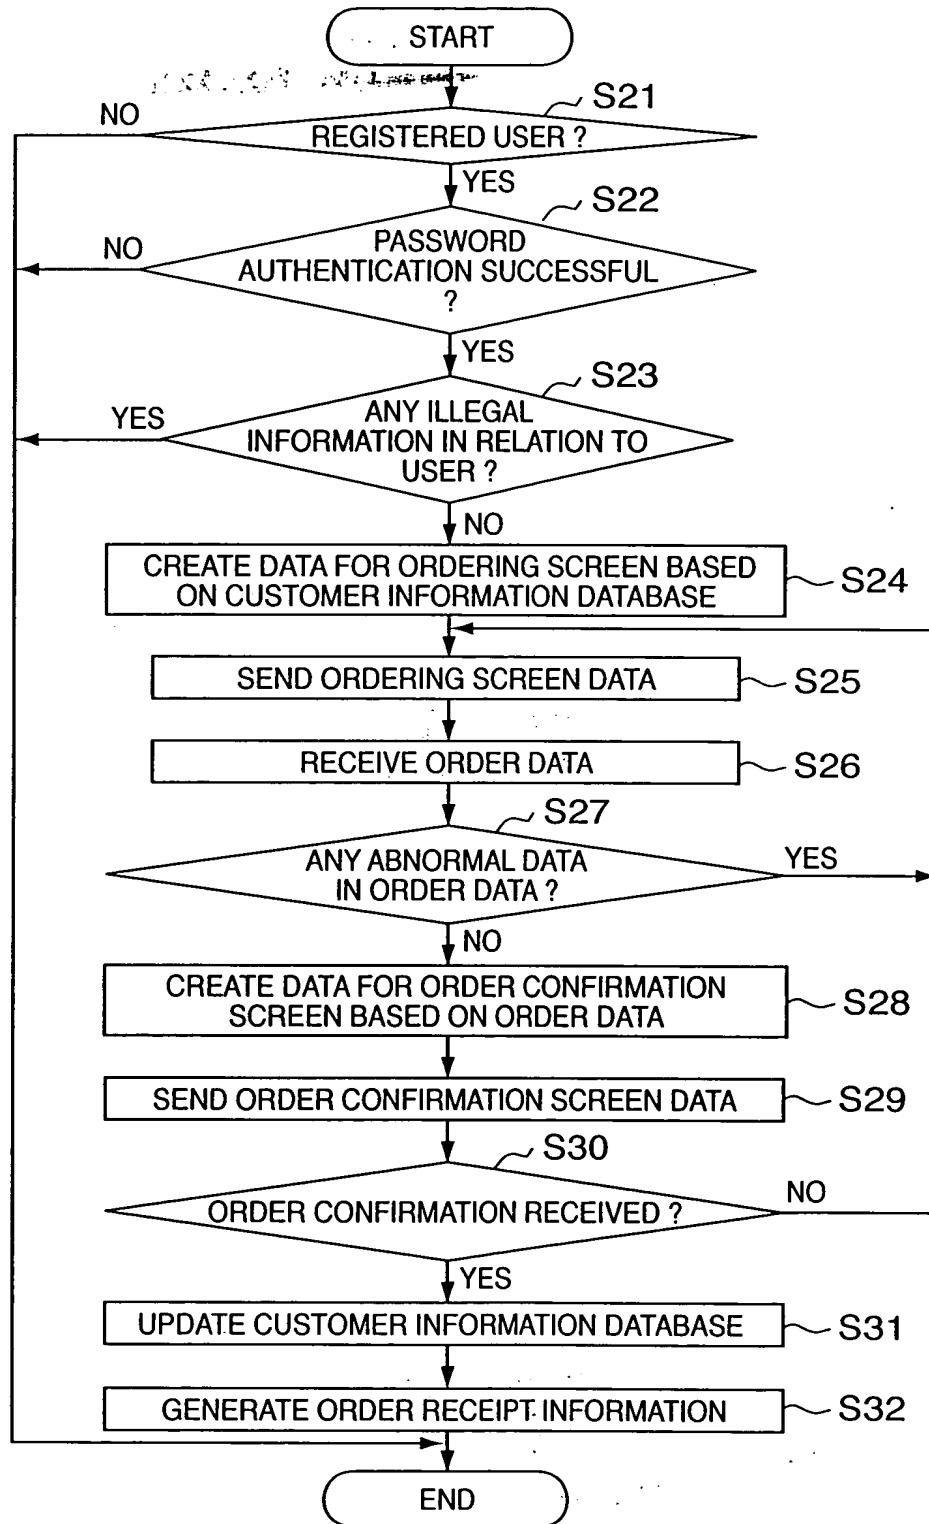 START
S21
NO
REGISTERED USER ?
YES
S22
PASSWORD
NO
AUTHENTICATION SUCCESSFUL
?
YES
S23
ANY ILLEGAL
YES
INFORMATION IN RELATION TO
USER ?
NO
CREATE DATA FOR ORDERING SCREEN BASED
ON CUSTOMER INFORMATION DATABASE
S24
SEND ORDERING SCREEN DATA
S25
RECEIVE ORDER DATA
S26
S27
ANY ABNORMAL DATA
IN ORDER DATA ?
YES
NO
CREATE DATA FOR ORDER CONFIRMATION
SCREEN BASED ON ORDER DATA
S28
SEND ORDER CONFIRMATION SCREEN DATA
S29
S30
ORDER CONFIRMATION RECEIVED ?
NO
YES
UPDATE CUSTOMER INFORMATION DATABASE
S31
GENERATE ORDER RECEIPT INFORMATION
S32
END